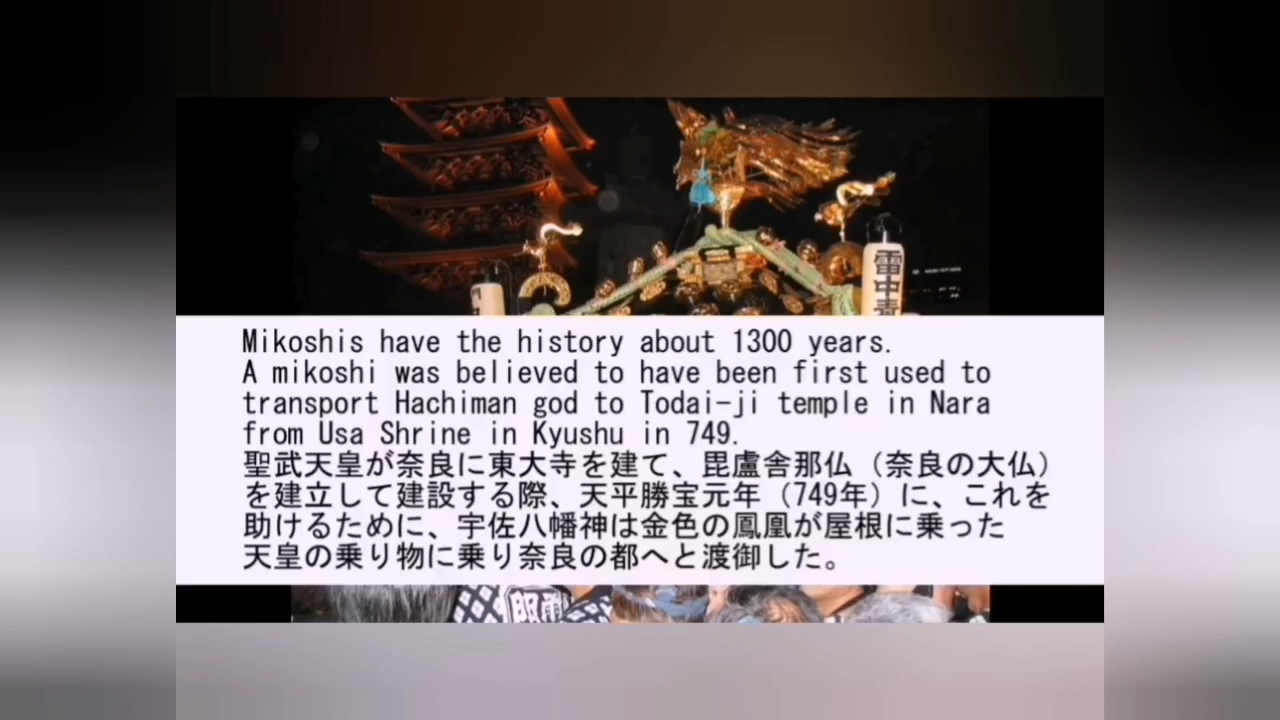 雷中青
Mikoshis have the history about 1300 years.
A mikoshi was believed to have been first used to
transport Hachiman god to Todai-ji temple in Nara
from Usa Shrine in Kyushu in 749.
聖武天皇が奈良に東大寺を建て、毘盧舎那仏（奈良の大仏）
を建立して建設する際、天平勝宝元年（749年）に、これを
助けるために、宇佐八幡神は金色の鳳凰が屋根に乗った
天皇の乗り物に乗り奈良の都へと渡御した。